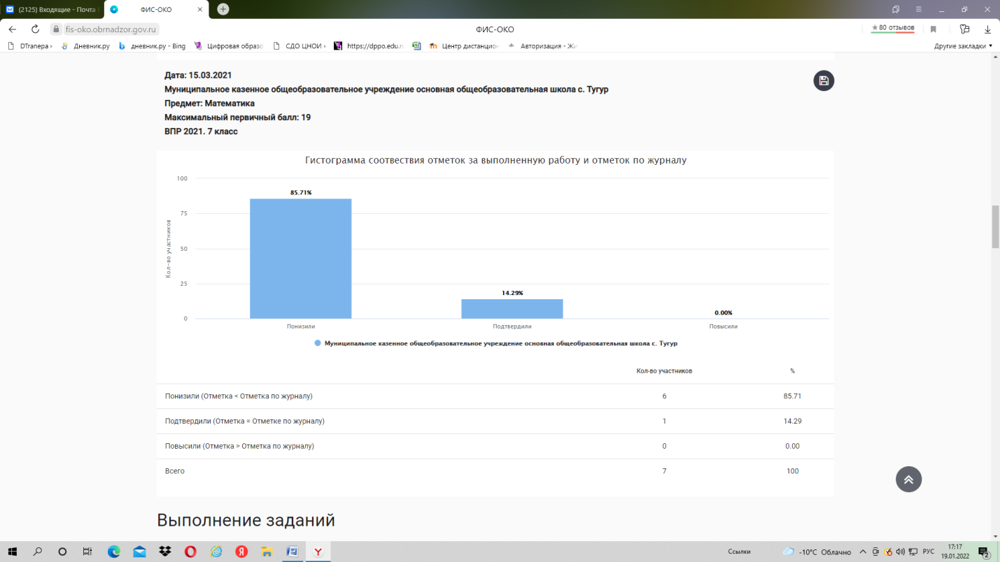 (2125) Входящие - Почта
ФИС-ОКО
fis-oko.obrnadzor.gov.ru
ФИС-ОКО
80 отзывов
DTranepa
Дневник.ру
дневник.ру - Bing
Цифровая образо
СДО ЦНОИ
https://dppo.edu.ru
Центр дистанцион
Авторизация - Жи
Другие закладки
Дата: 15.03.2021
Муниципальное казенное общеобразовательное учреждение основная общеобразовательная школа с. Тугур
Предмет: Математика
Максимальный первичный балл: 19
ВПР 2021. 7 класс
Гистограмма соотвествия отметок за выполненную работу и отметок по журналу
Кол-во участников
100
75
50
25
0
85.71%
14.29%
0.00%
Понизили
Подтвердили
Повысили
Муниципальное казенное общеобразовательное учреждение основная общеобразовательная школа с. Тугур
Кол-во участников %
Понизили (Отметка < Отметка по журналу) 6 85.71
Подтвердили (Отметка = Отметке по журналу) 1 14.29
Повысили (Отметка > Отметка по журналу) 0 0.00
Всего 7 100
Выполнение заданий
Ссылки
-10°C Облачно
РУС
17:17
19.01.2022
2